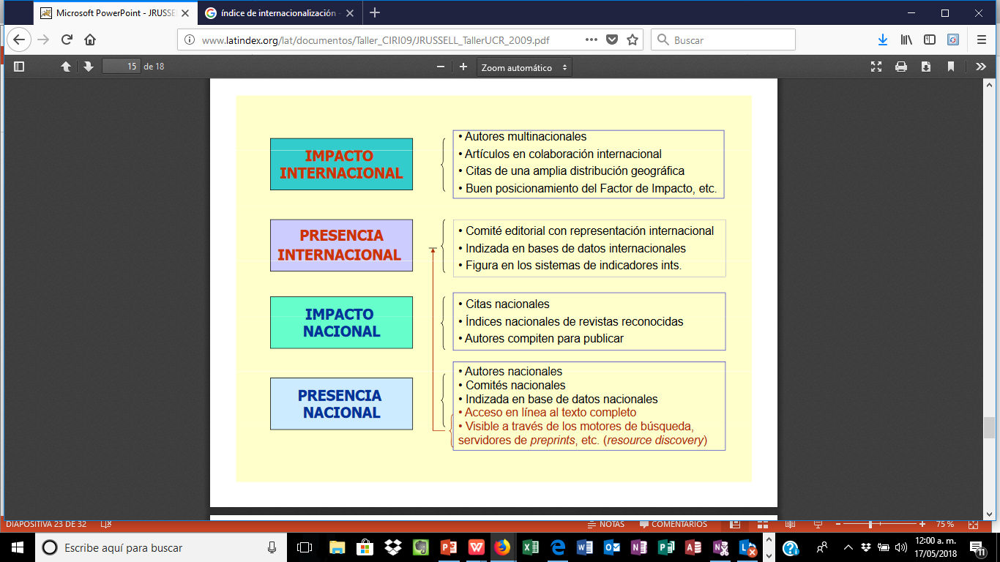 Microsoft PowerPoint - JRUSSE
índice de internacionalización -
www.latindex.org/lat/documentos/Taller_CIRI09/JRUSSELL_TallerUCR_2009.pdf
Buscar
15 de 18
Zoom automático
IMPACTO
INTERNACIONAL
• Autores multinacionales
• Artículos en colaboración internacional
• Citas de una amplia distribución geográfica
• Buen posicionamiento del Factor de Impacto, etc.
PRESENCIA
INTERNACIONAL
• Comité editorial con representación internacional
• Indizada en bases de datos internacionales
• Figura en los sistemas de indicadores ints.
IMPACTO
NACIONAL
• Citas nacionales
• Índices nacionales de revistas reconocidas
• Autores compiten para publicar
PRESENCIA
NACIONAL
• Autores nacionales
• Comités nacionales
• Indizada en base de datos nacionales
• Acceso en línea al texto completo
• Visible a través de los motores de búsqueda,
servidores de preprints, etc. (resource discovery)
DIAPOSITIVA 23 DE 32
NOTAS
COMENTARIOS
75 %
Escribe aquí para buscar
12:00 a. m.
17/05/2018
11